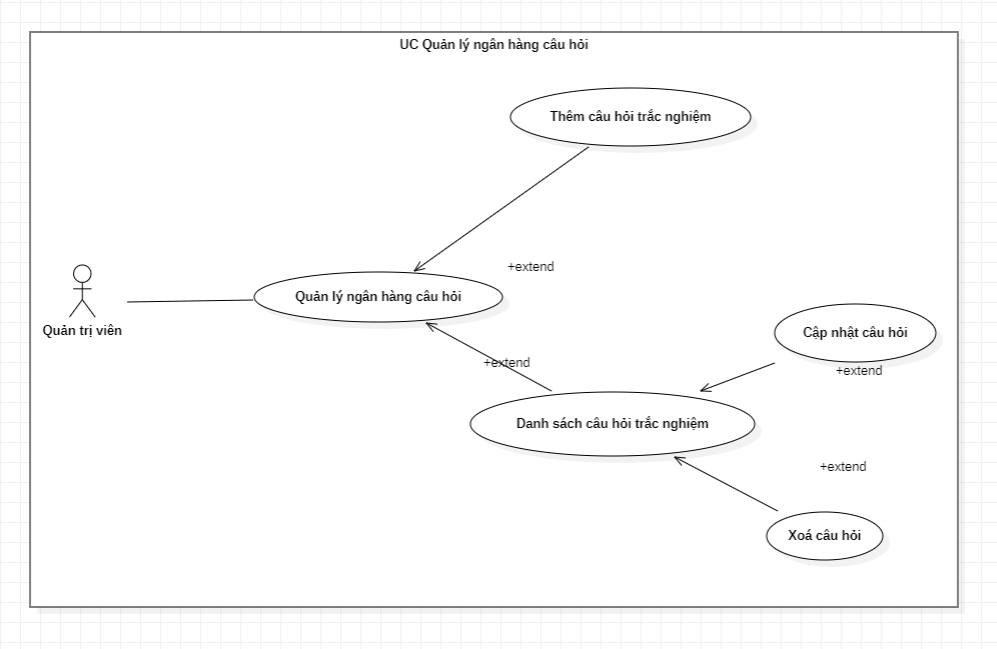 UC Quản lý ngân hàng câu hỏi
Thêm câu hỏi trắc nghiệm
+extend
Quản lý ngân hàng câu hỏi
Quản trị viên
Cập nhật câu hỏi
+extend
+extend
Danh sách câu hỏi trắc nghiệm
+extend
Xoá câu hỏi